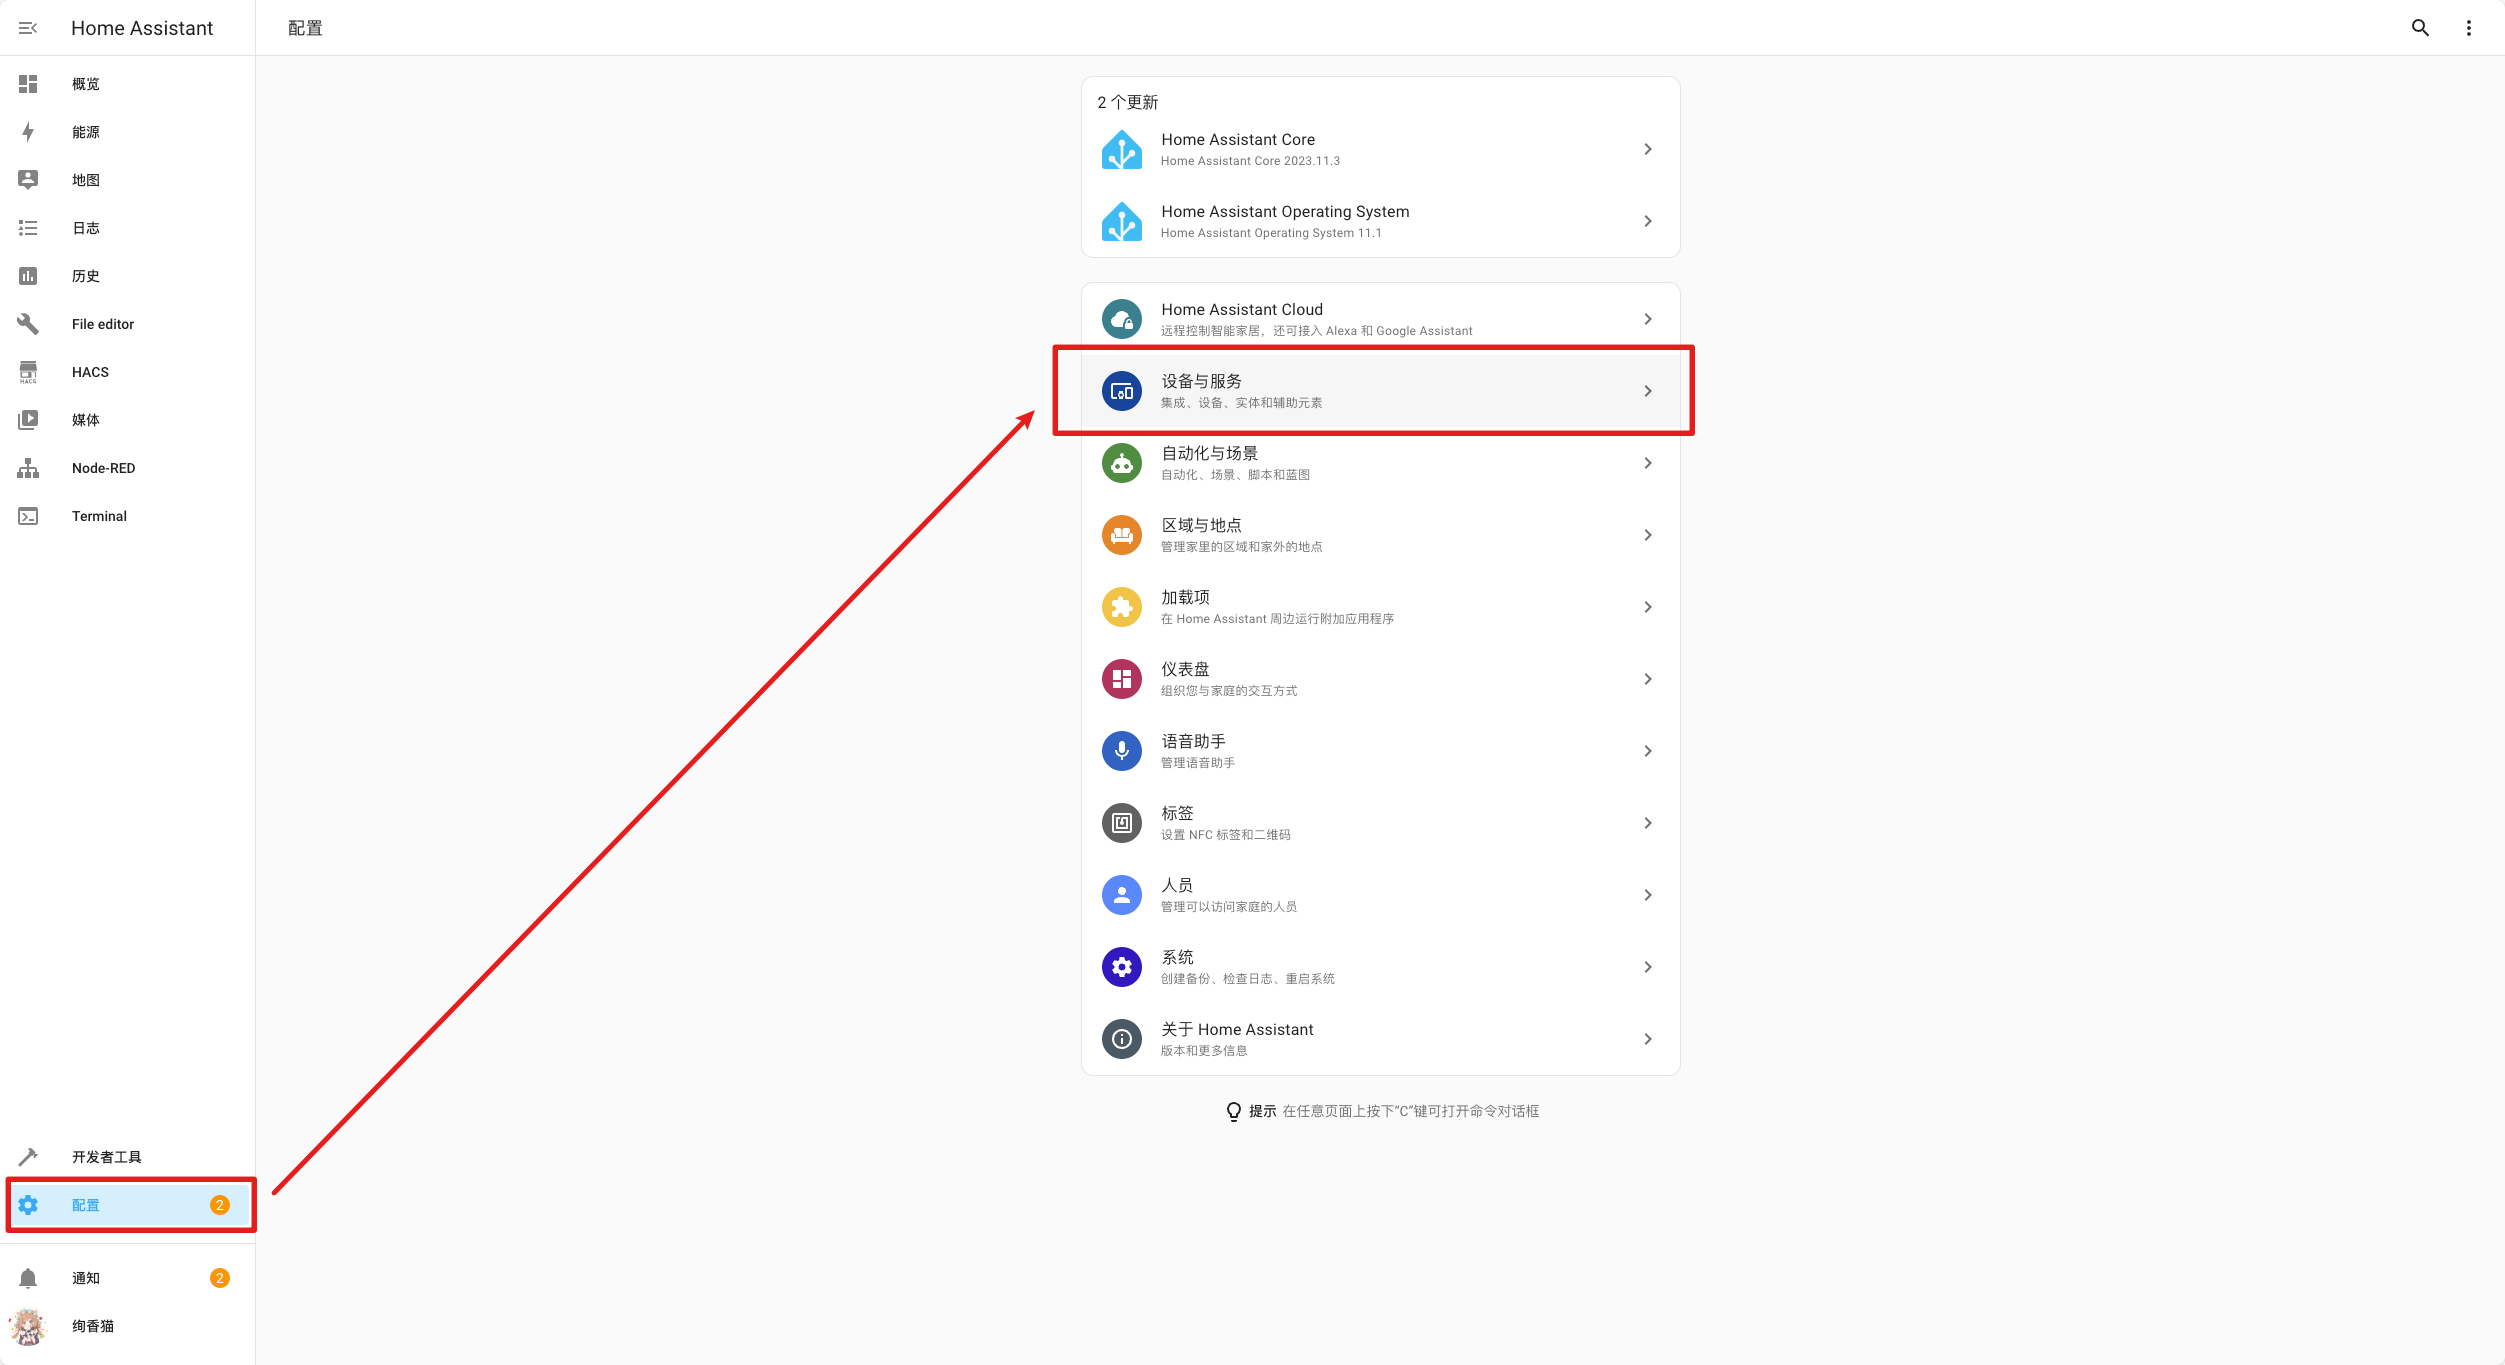 Home Assistant
概览
能源
地图
日志
历史
File editor
HACS
HACS
媒体
Node-RED
Terminal
开发者工具
配置
2
通知
2
绚香猫
配置
2 个更新
Home Assistant Core
Home Assistant Core 2023.11.3
Home Assistant Operating System
Home Assistant Operating System 11.1
Home Assistant Cloud
远程控制智能家居，还可接入 Alexa 和 Google Assistant
设备与服务
集成、设备、实体和辅助元素
自动化与场景
自动化、场景、脚本和蓝图
区域与地点
管理家里的区域和家外的地点
加载项
在 Home Assistant 周边运行附加应用程序
仪表盘
组织您与家庭的交互方式
语音助手
管理语音助手
标签
设置 NFC 标签和二维码
人员
管理可以访问家庭的人员
系统
创建备份、检查日志、重启系统
关于 Home Assistant
版本和更多信息
提示 在任意页面上按下“C”键可打开命令对话框